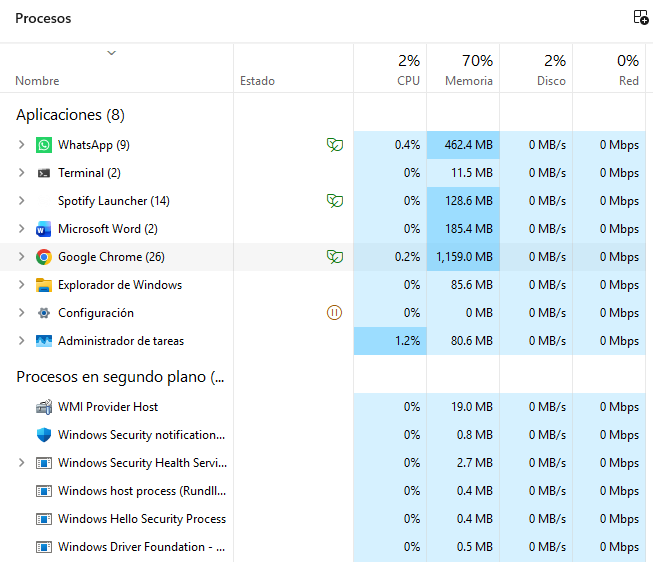 Procesos
2% 70% 2% 0%
Nombre Estado CPU Memoria Disco Red
Aplicaciones (8)
WhatsApp (9) 0.4% 462.4 MB 0 MB/s 0 Mbps
Terminal (2) 0% 11.5 MB 0 MB/s 0 Mbps
Spotify Launcher (14) 0% 128.6 MB 0 MB/s 0 Mbps
Microsoft Word (2) 0% 185.4 MB 0 MB/s 0 Mbps
Google Chrome (26) 0.2% 1,159.0 MB 0 MB/s 0 Mbps
Explorador de Windows 0% 85.6 MB 0 MB/s 0 Mbps
Configuración 0% 0 MB 0 MB/s 0 Mbps
Administrador de tareas 1.2% 80.6 MB 0 MB/s 0 Mbps
Procesos en segundo plano (...
WMI Provider Host 0% 19.0 MB 0 MB/s 0 Mbps
Windows Security notification... 0% 0.8 MB 0 MB/s 0 Mbps
Windows Security Health Servi... 0% 2.7 MB 0 MB/s 0 Mbps
Windows host process (Rundll... 0% 0.4 MB 0 MB/s 0 Mbps
Windows Hello Security Process 0% 0.4 MB 0 MB/s 0 Mbps
Windows Driver Foundation - ... 0% 0.5 MB 0 MB/s 0 Mbps